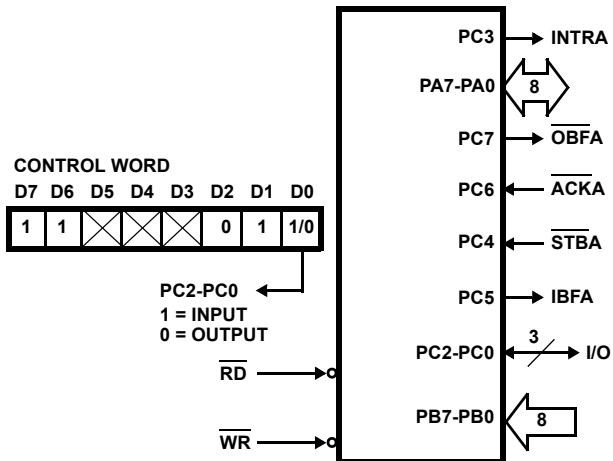 PC3 INTRA
PA7-PA0 8
PC7 OBFA
CONTROL WORD
D7 D6 D5 D4 D3 D2 D1 D0
1 1 0 1 1/0
PC6 ACKA
PC4 STBA
PC2-PC0
1 = INPUT
0 = OUTPUT
PC5 IBFA
PC2-PC0 3 I/O
RD
PB7-PB0 8
WR